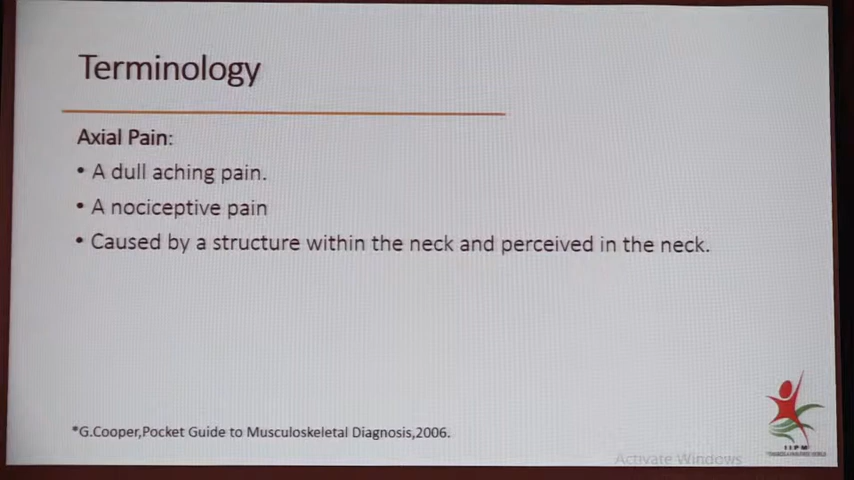 Terminology
Axial Pain:
• A dull aching pain.
• A nociceptive pain
• Caused by a structure within the neck and perceived in the neck.
*G.Cooper,Pocket Guide to Musculoskeletal Diagnosis,2006.
IIPM
Activate Windows